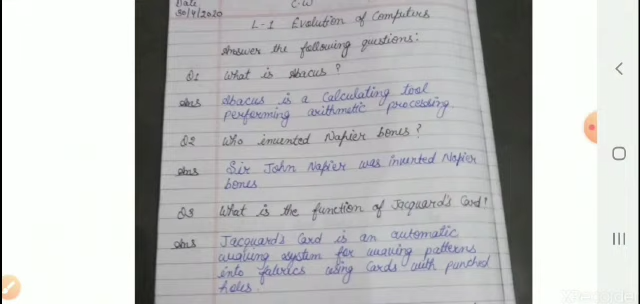 Date
30/4/2020
C.W
L-1 Evolution of Computers
Answer the following questions:
Q1 What is Abacus?
Ans Abacus is a calculating tool
performing arithmetic processing.
Q2 Who invented Napier bones?
Ans Sir John Napier was invented Napier
bones
Q3 What is the function of Jacquard's Card?
Ans Jacquard's Card is an automatic
weaving system for weaving patterns
into fabrics using Cards with punched
holes.